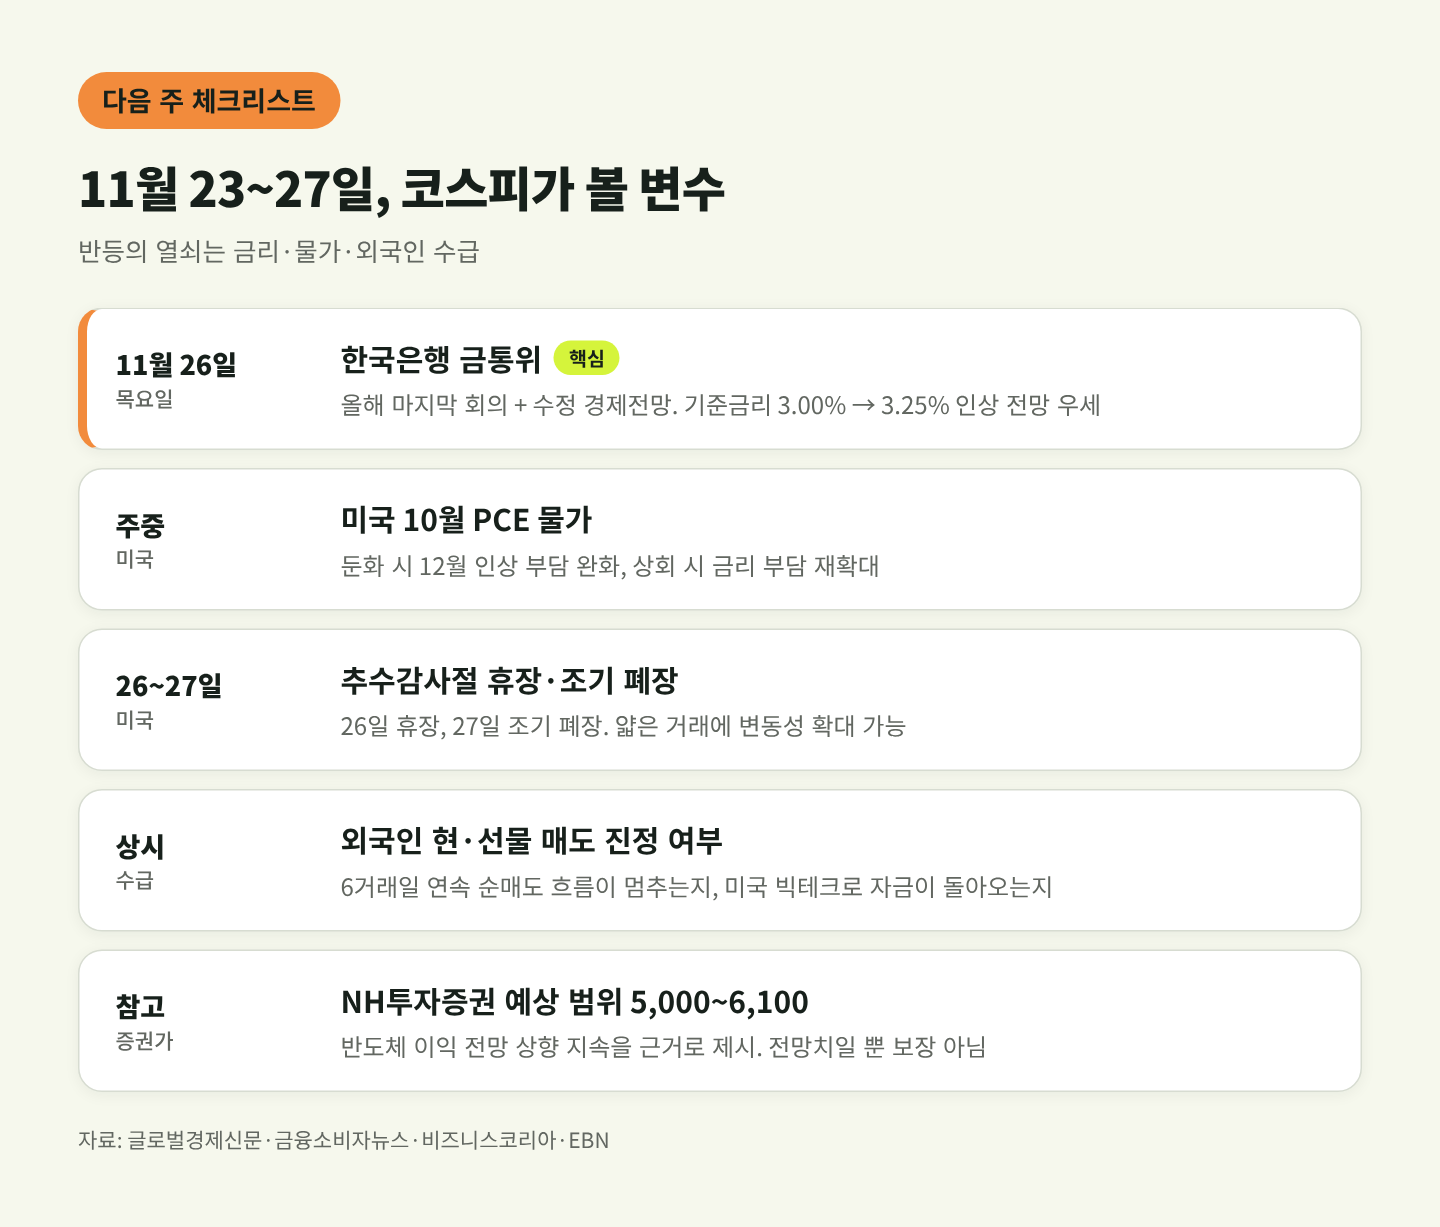 다음 주 체크리스트
11월 23~27일, 코스피가 볼 변수
반등의 열쇠는 금리·물가·외국인 수급
11월 26일
목요일
한국은행 금통위 핵심
올해 마지막 회의 + 수정 경제전망. 기준금리 3.00% → 3.25% 인상 전망 우세
주중
미국
미국 10월 PCE 물가
둔화 시 12월 인상 부담 완화, 상회 시 금리 부담 재확대
26~27일
미국
추수감사절 휴장·조기 폐장
26일 휴장, 27일 조기 폐장. 얇은 거래에 변동성 확대 가능
상시
수급
외국인 현·선물 매도 진정 여부
6거래일 연속 순매도 흐름이 멈추는지, 미국 빅테크로 자금이 돌아오는지
참고
증권가
NH투자증권 예상 범위 5,000~6,100
반도체 이익 전망 상향 지속을 근거로 제시. 전망치일 뿐 보장 아님
자료: 글로벌경제신문·금융소비자뉴스·비즈니스코리아·EBN